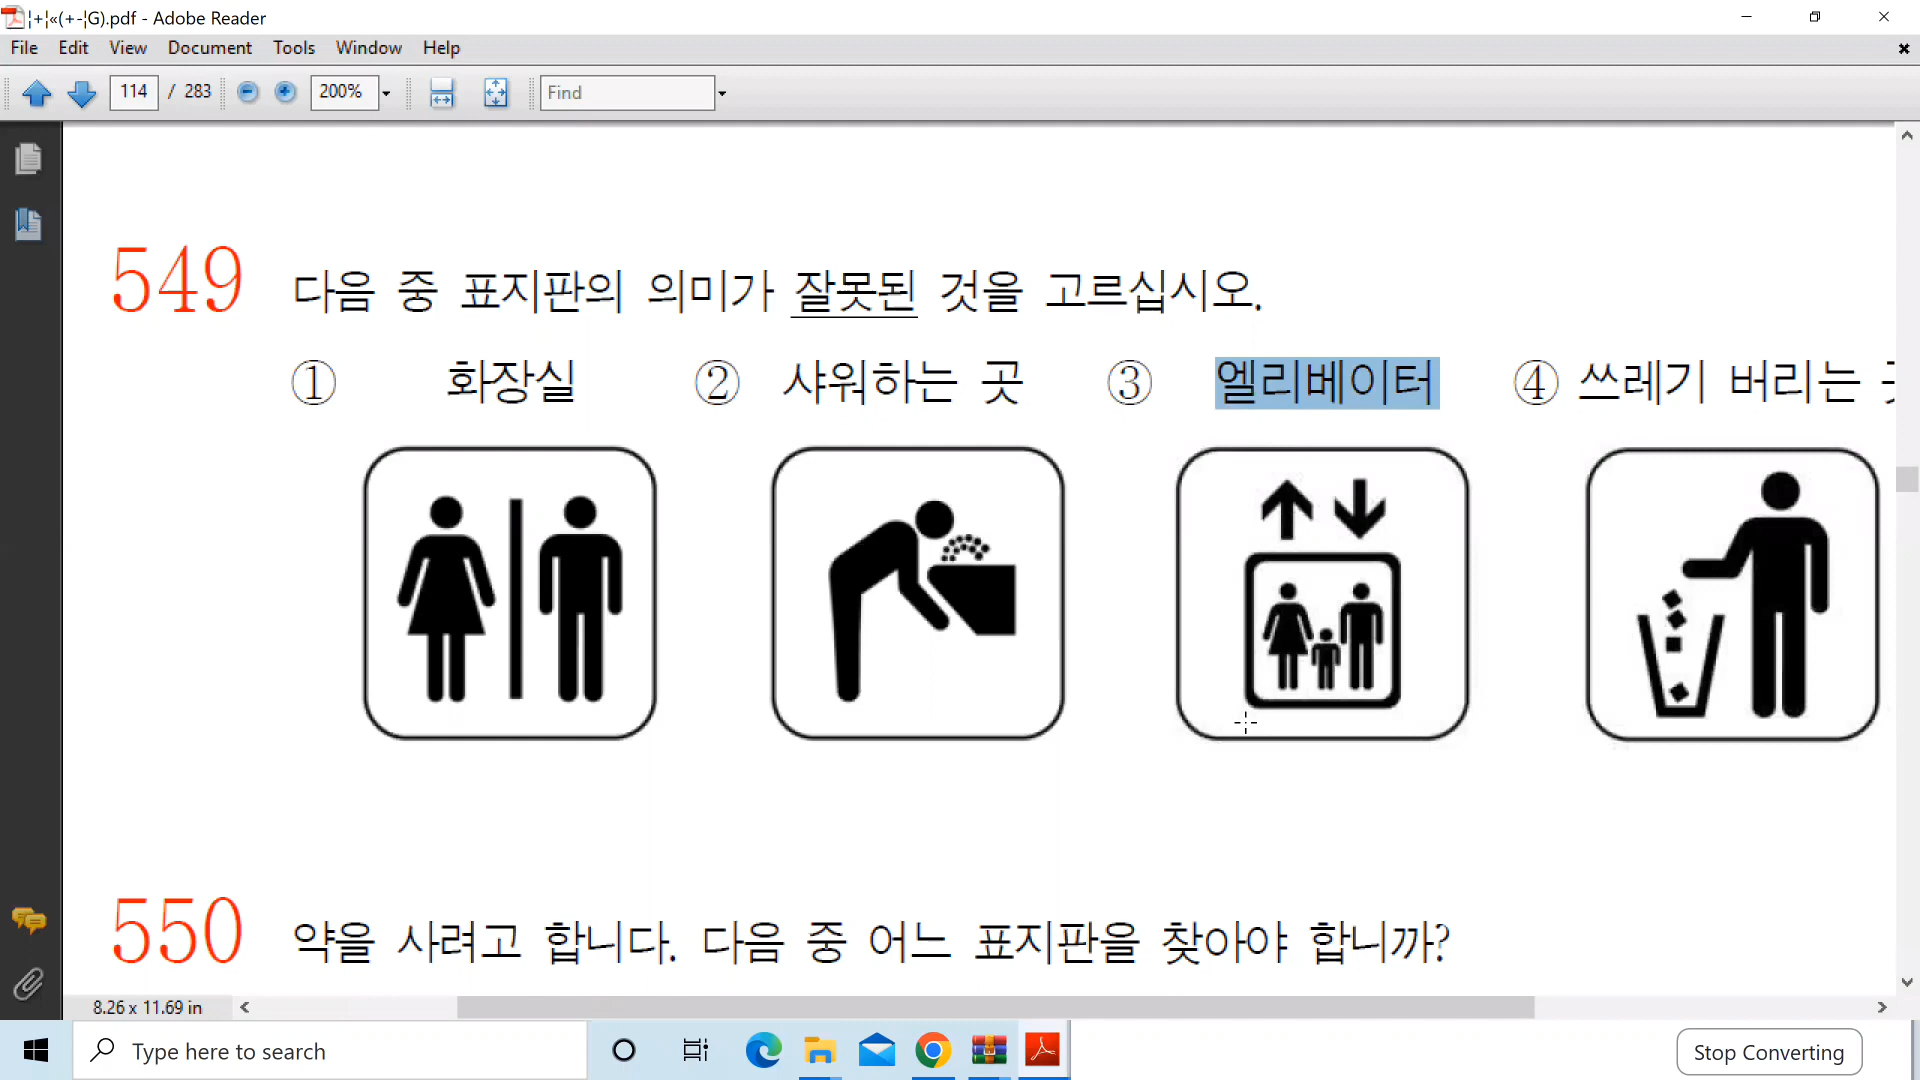 ¦+¦«(+-¦G).pdf - Adobe Reader
File Edit View Document Tools Window Help
114 / 283 200% Find
549 다음 중 표지판의 의미가 잘못된 것을 고르십시오.
① 화장실 ② 샤워하는 곳 ③ 엘리베이터 ④ 쓰레기 버리는
550 약을 사려고 합니다. 다음 중 어느 표지판을 찾아야 합니까?
8.26 x 11.69 in
Type here to search
Stop Converting